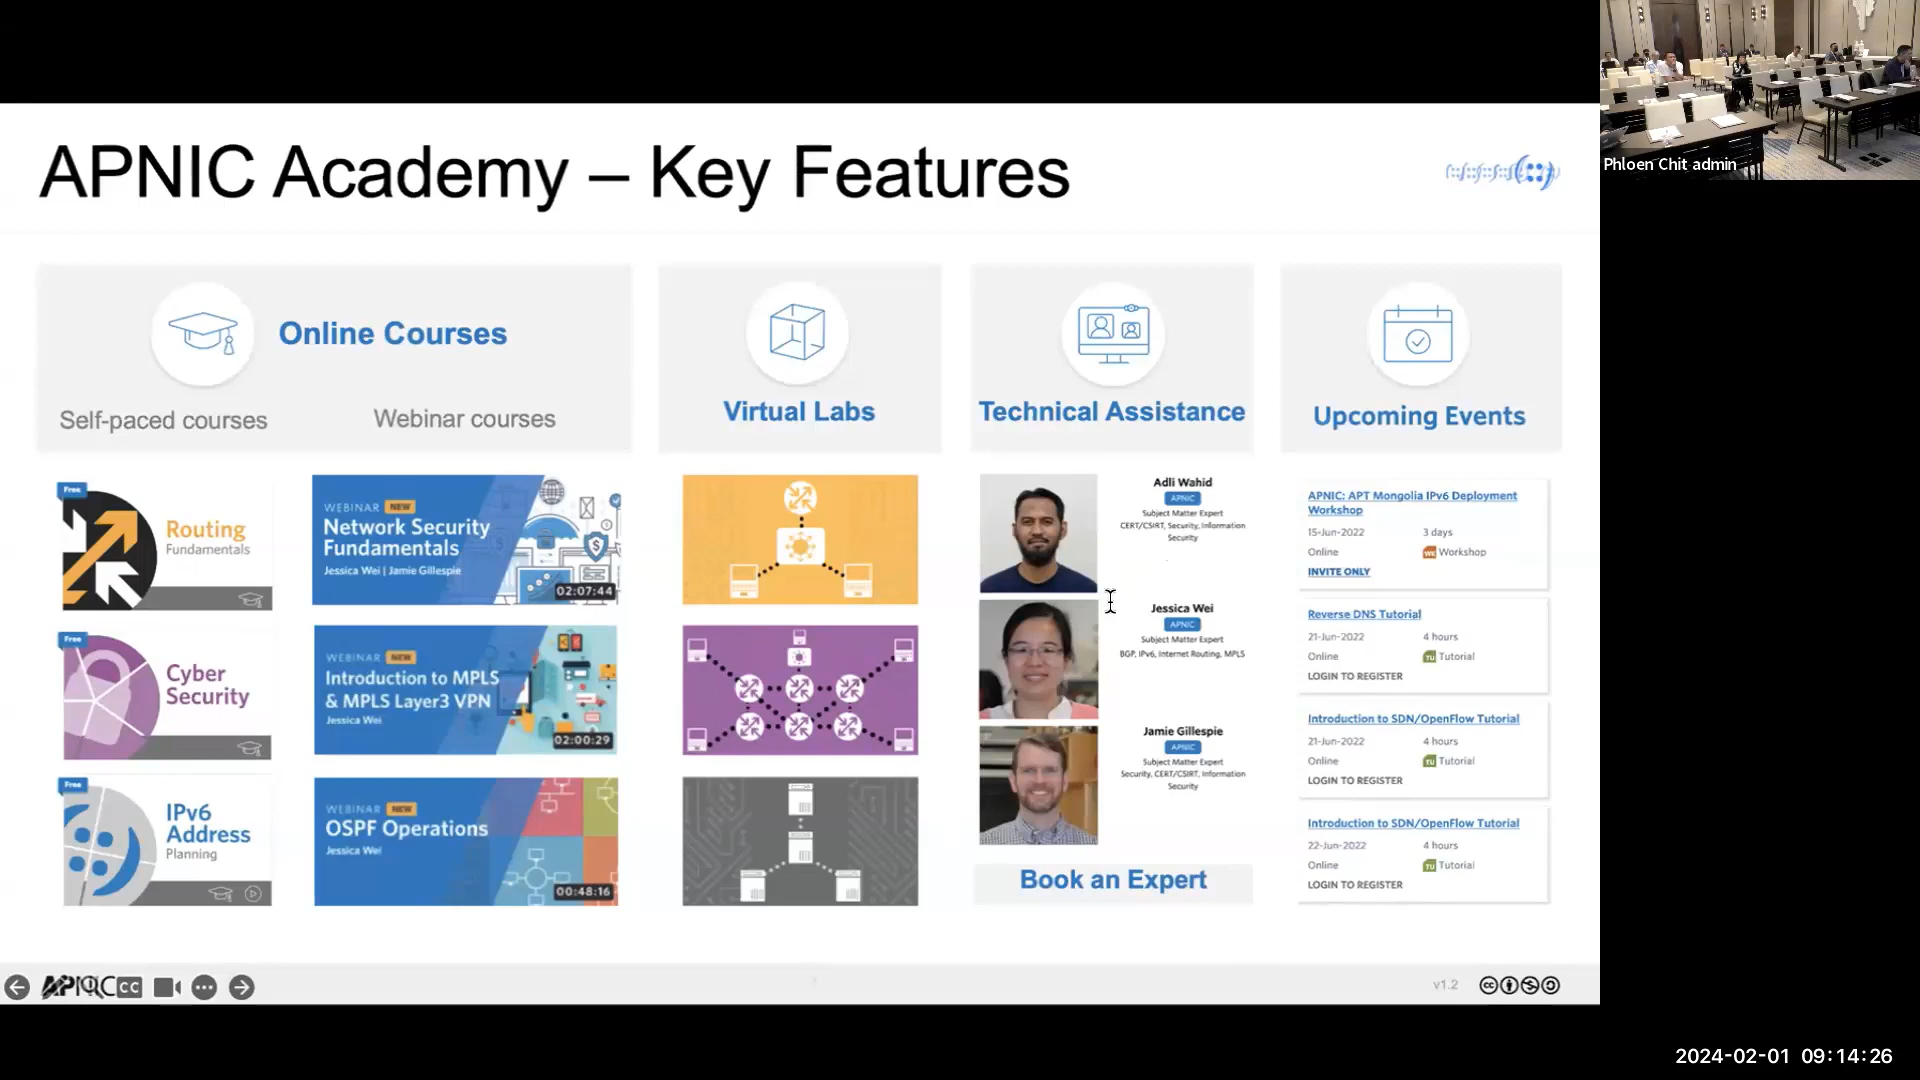 APNIC Academy – Key Features
Phloen Chit admin
Online Courses
Self-paced courses
Webinar courses
Virtual Labs
Technical Assistance
Upcoming Events
Free
Routing
Fundamentals
Free
Cyber
Security
Free
IPv6
Address
Planning
WEBINAR NEW
Network Security
Fundamentals
Jessica Wei | Jamie Gillespie
02:07:44
WEBINAR NEW
Introduction to MPLS
& MPLS Layer3 VPN
Jessica Wei
02:00:29
WEBINAR NEW
OSPF Operations
Jessica Wei
00:48:16
Adli Wahid
APNIC
Subject Matter Expert
CERT/CSIRT, Security, Information
Security
Jessica Wei
APNIC
Subject Matter Expert
BGP, IPv6, Internet Routing, MPLS
Jamie Gillespie
APNIC
Subject Matter Expert
Security, CERT/CSIRT, Information
Security
Book an Expert
APNIC: APT Mongolia IPv6 Deployment
Workshop
15-Jun-2022 3 days
Online Workshop
INVITE ONLY
Reverse DNS Tutorial
21-Jun-2022 4 hours
Online TU Tutorial
LOGIN TO REGISTER
Introduction to SDN/OpenFlow Tutorial
21-Jun-2022 4 hours
Online TU Tutorial
LOGIN TO REGISTER
Introduction to SDN/OpenFlow Tutorial
22-Jun-2022 4 hours
Online TU Tutorial
LOGIN TO REGISTER
APNIC
CC
v1.2
cc
2024-02-01 09:14:26